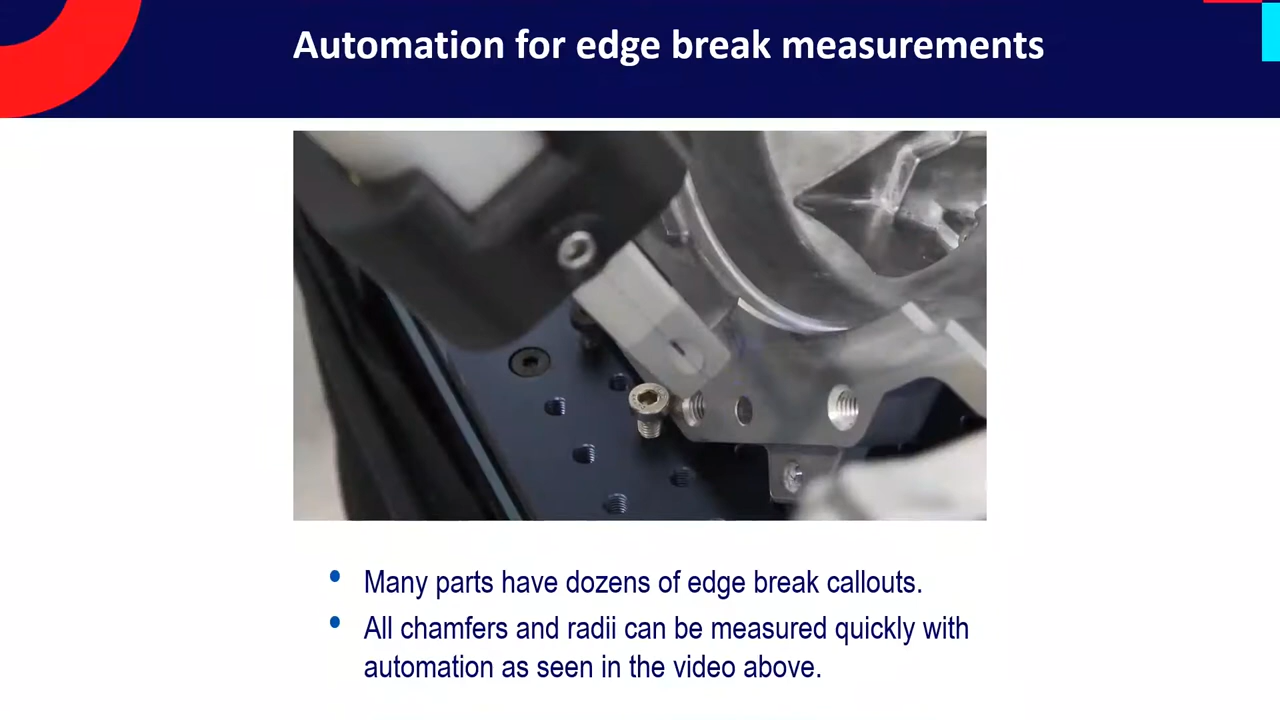 Automation for edge break measurements
• Many parts have dozens of edge break callouts.
• All chamfers and radii can be measured quickly with
automation as seen in the video above.